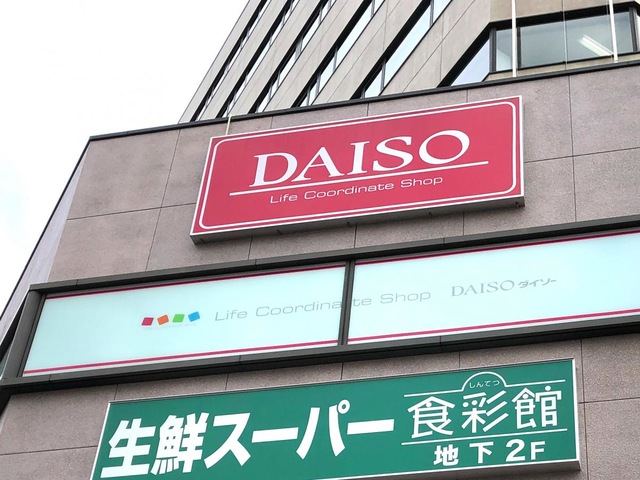 DAISO
Life Coordinate Shop
Life Coordinate Shop DAISO ダイソー
生鮮スーパー
しんてつ
食彩館
地下2F